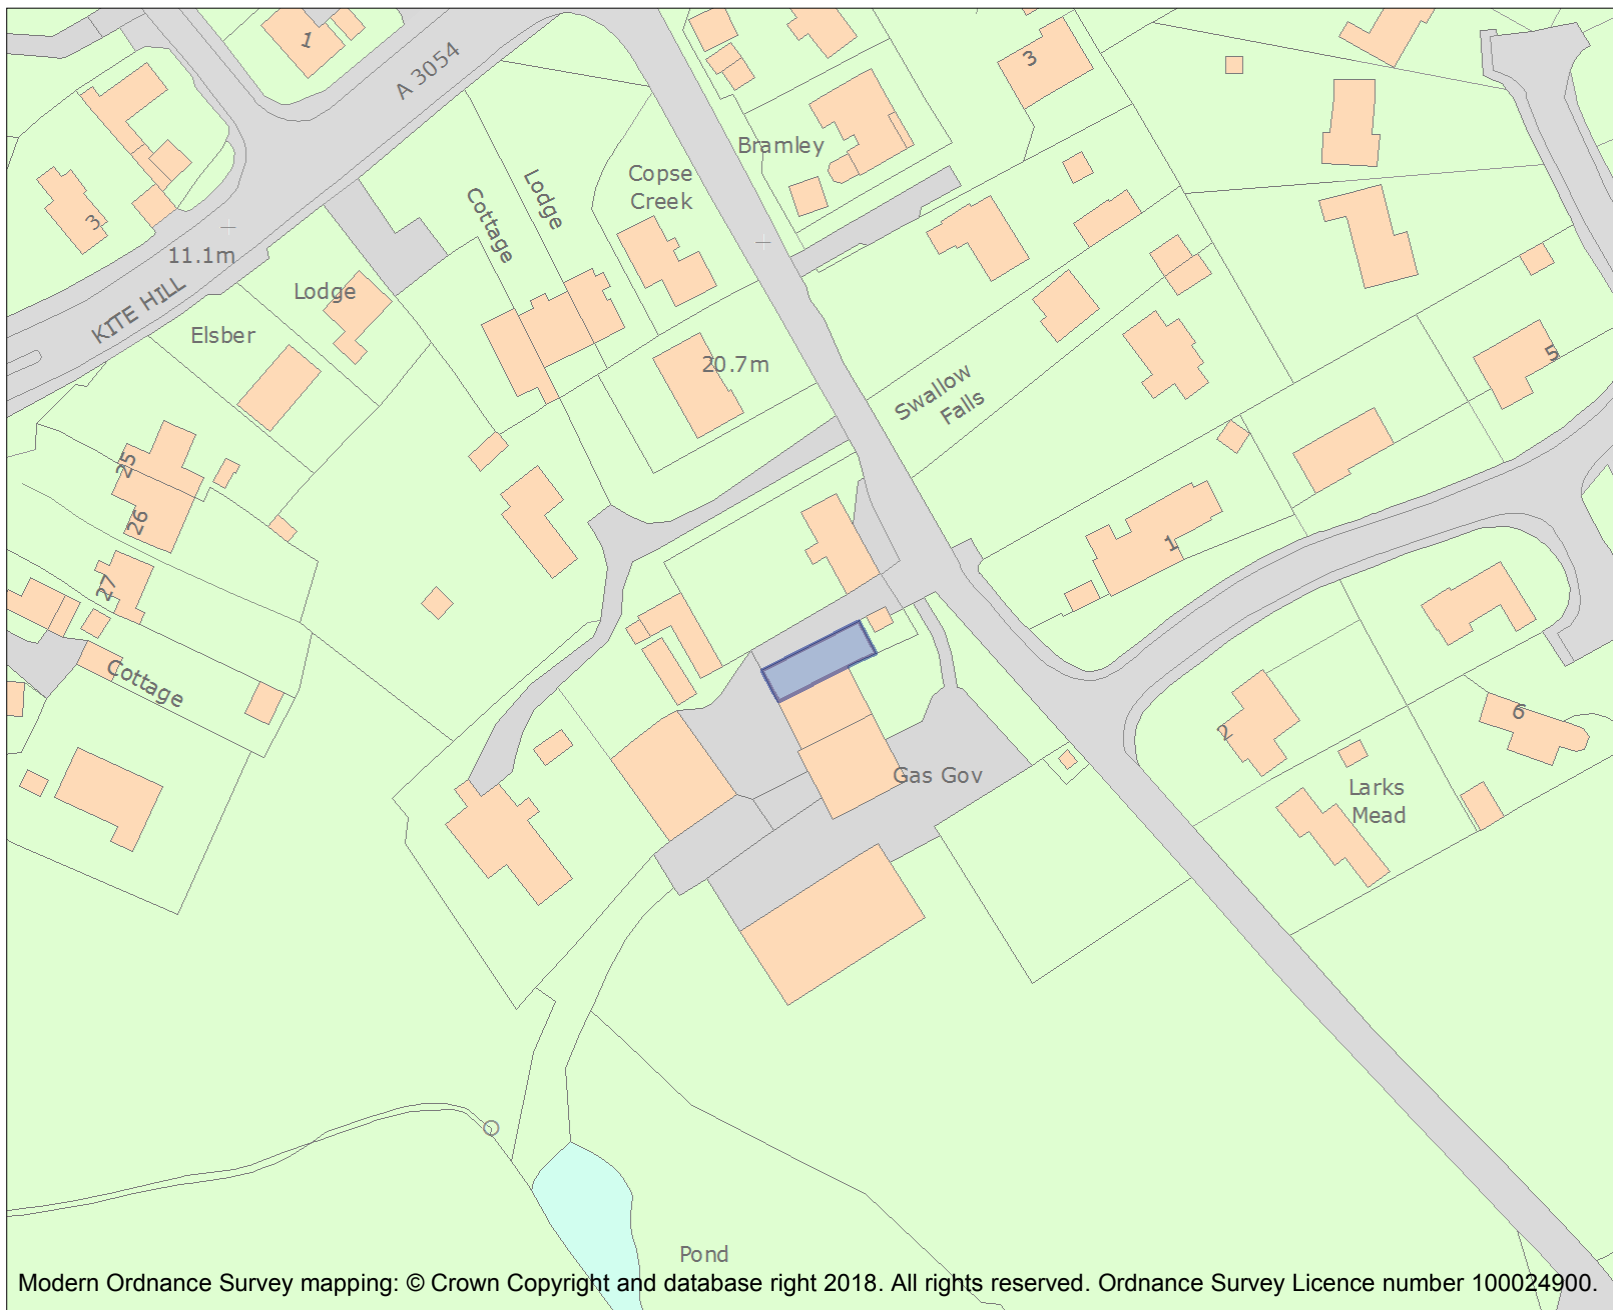 1
A 3054
3
Bramley
Copse
Creek
Lodge
Cottage
3
11.1m
KITE HILL
Lodge
Elsber
20.7m
Swallow
Falls
5
25
26
27
1
Cottage
2
6
Gas Gov
Larks
Mead
Pond
Modern Ordnance Survey mapping: © Crown Copyright and database right 2018. All rights reserved. Ordnance Survey Licence number 100024900.